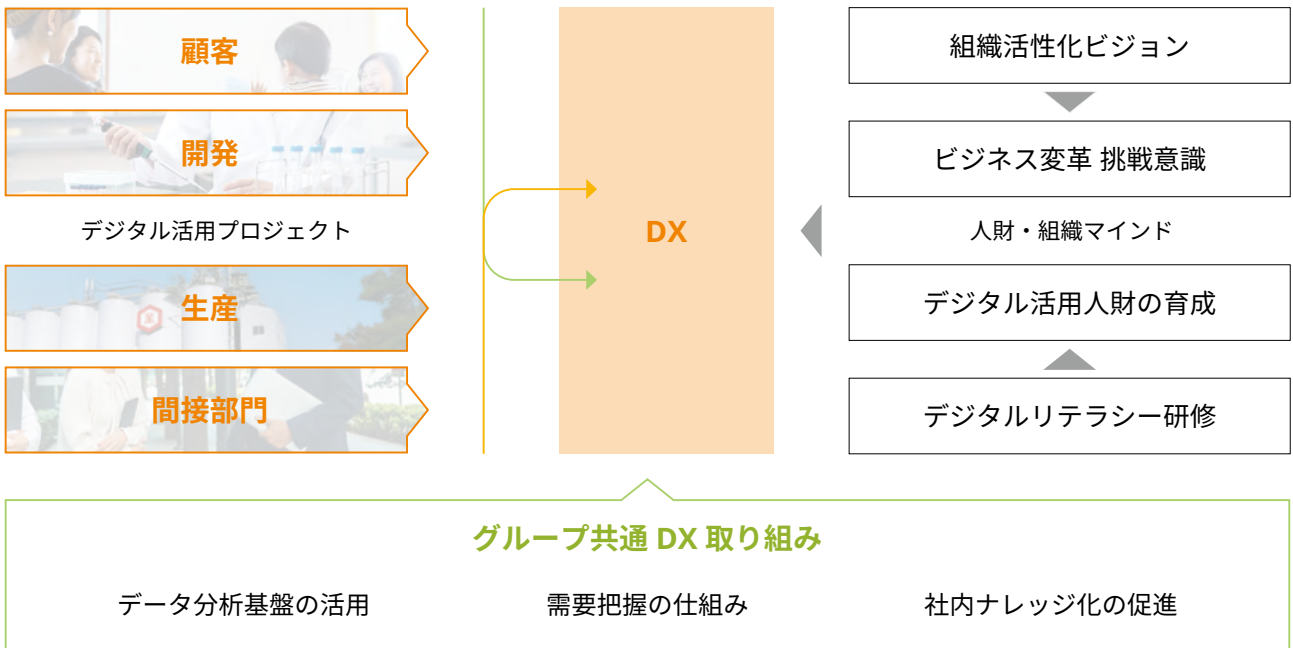 顧客
開発
デジタル活用プロジェクト
生産
間接部門
DX
組織活性化ビジョン
ビジネス変革 挑戦意識
人財・組織マインド
デジタル活用人財の育成
デジタルリテラシー研修
グループ共通 DX 取り組み
データ分析基盤の活用
需要把握の仕組み
社内ナレッジ化の促進